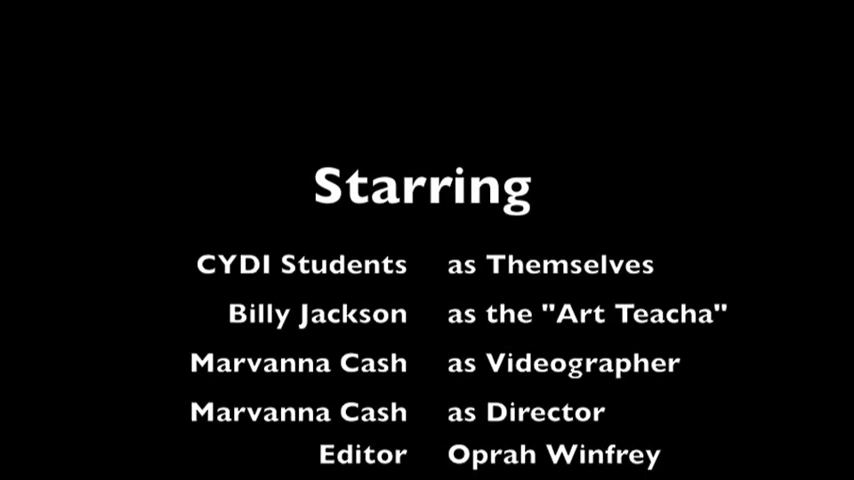 Starring
CYDI Students as Themselves
Billy Jackson as the "Art Teacha"
Marvanna Cash as Videographer
Marvanna Cash as Director
Editor Oprah Winfrey